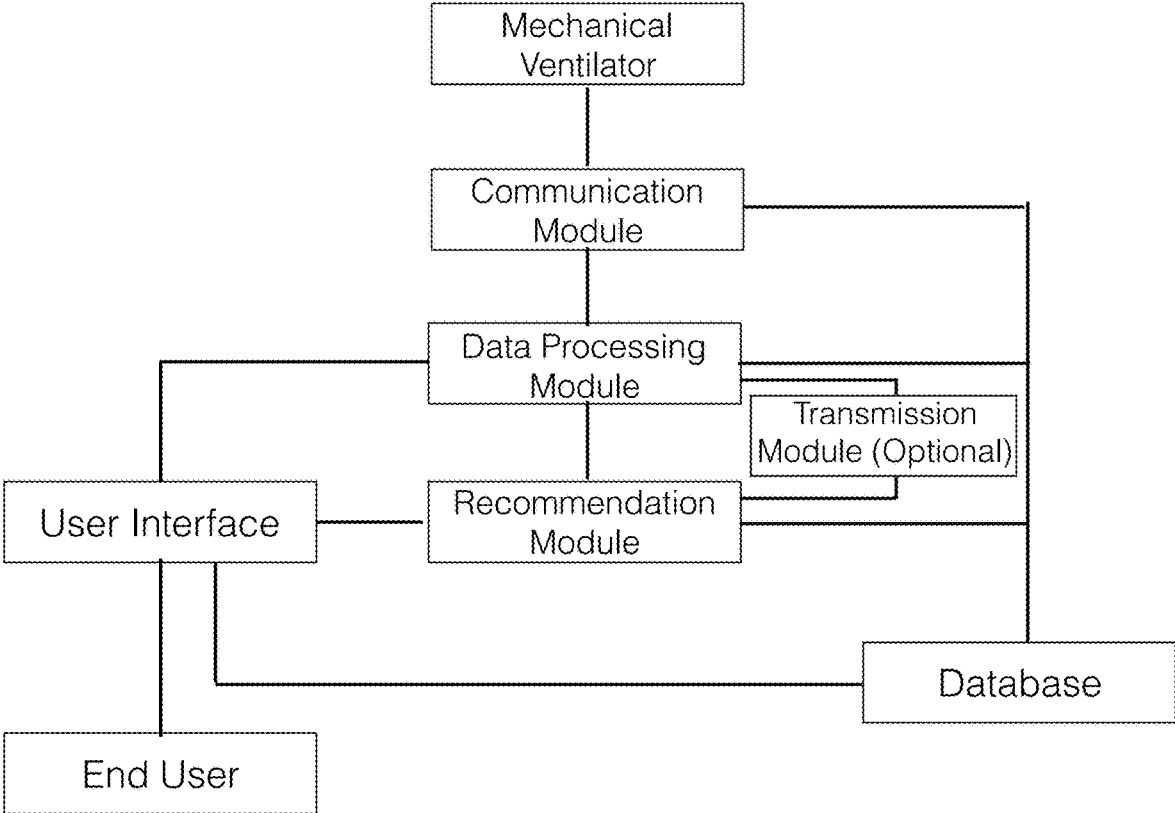 Mechanical
Ventilator
Communication
Module
Data Processing
Module
Transmission
Module (Optional)
User Interface
Recommendation
Module
Database
End User